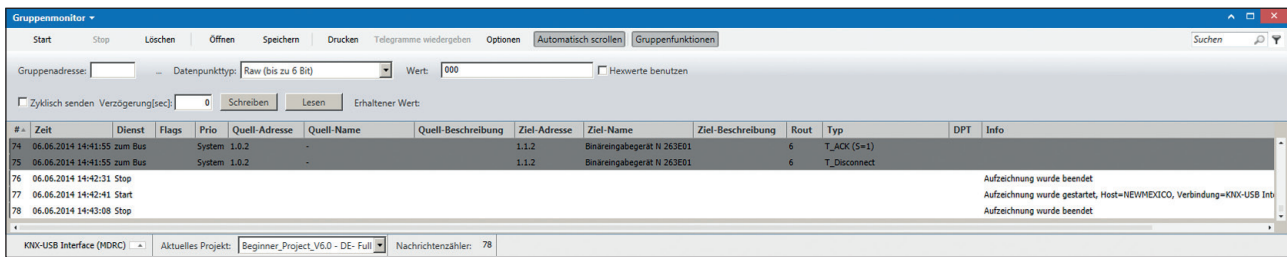 Gruppenmonitor
Start Stop Löschen Öffnen Speichern Drucken Telegramme wiedergeben Optionen Automatisch scrollen Gruppenfunktionen Suchen
Gruppenadresse: ... Datenpunkttyp: Raw (bis zu 6 Bit) Wert: 000 Hexwerte benutzen
Zyklisch senden Verzögerung[sec]: 0 Schreiben Lesen Erhaltener Wert:
# Zeit Dienst Flags Prio Quell-Adresse Quell-Name Quell-Beschreibung Ziel-Adresse Ziel-Name Ziel-Beschreibung Rout Typ DPT Info
74 06.06.2014 14:41:55 zum Bus System 1.0.2 - 1.1.2 Binäreingabegerät N 263E01 6 T_ACK (S=1)
75 06.06.2014 14:41:55 zum Bus System 1.0.2 - 1.1.2 Binäreingabegerät N 263E01 6 T_Disconnect
76 06.06.2014 14:42:31 Stop Aufzeichnung wurde beendet
77 06.06.2014 14:42:41 Start Aufzeichnung wurde gestartet, Host=NEWMEXICO, Verbindung=KNX-USB Int
78 06.06.2014 14:43:08 Stop Aufzeichnung wurde beendet
KNX-USB Interface (MDRC) Aktuelles Projekt: Beginner_Project_V6.0 - DE- Full Nachrichtenzähler: 78